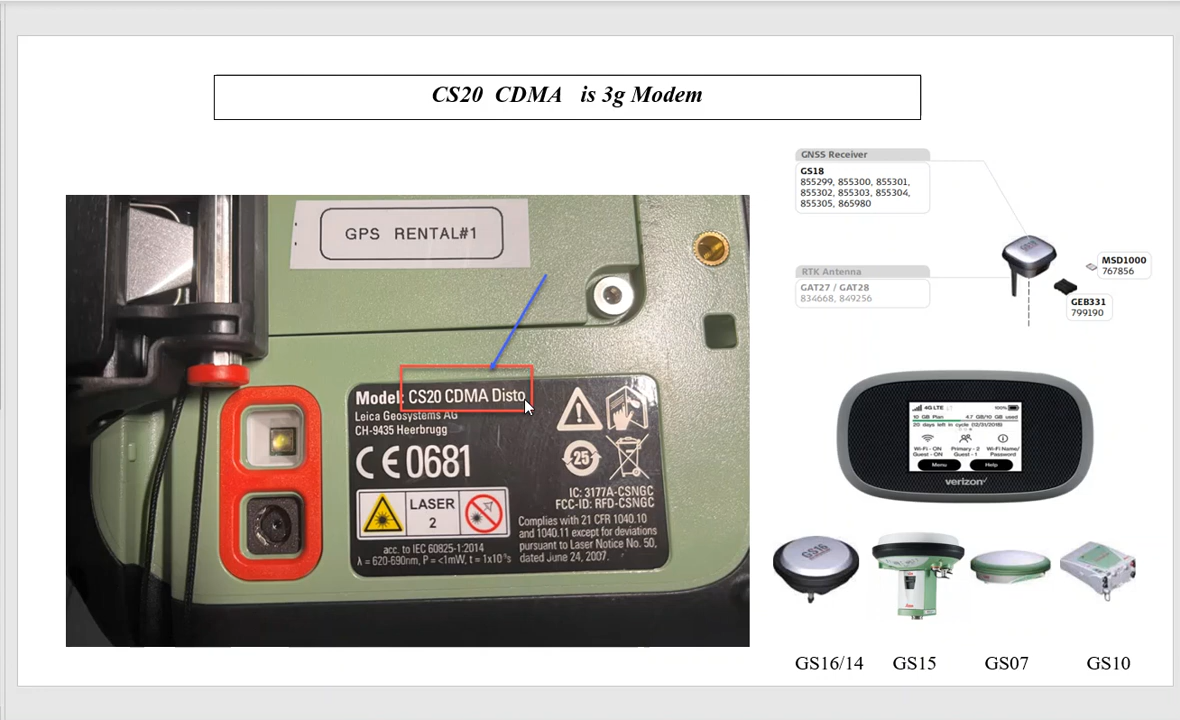 CS20 CDMA is 3g Modem
GPS RENTAL#1
Model: CS20 CDMA Disto
Leica Geosystems AG
CH-9435 Heerbrugg
CE 0681
25
LASER
2
IC: 3177A-CSNGC
FCC-ID: RFD-CSNGC
Complies with 21 CFR 1040.10
and 1040.11 except for deviations
pursuant to Laser Notice No. 50,
dated June 24, 2007.
acc. to IEC 60825-1:2014
λ = 620-690nm, P = <1mW, t = 1x10⁻⁹s
GNSS Receiver
GS18
855299, 855300, 855301,
855302, 855303, 855304,
855305, 865980
RTK Antenna
GAT27 / GAT28
834668, 849256
GS18
MSD1000
767856
GEB331
799190
4G LTE 100%
10 GB Plan 4.7 GB/10 GB used
20 days left in cycle (02/31/2018)
Wi-Fi - ON Primary - 2 Wi-Fi Name/
Guest - ON Guest - 1 Password
Menu Help
verizon
GS16
GS16/14 GS15 GS07 GS10